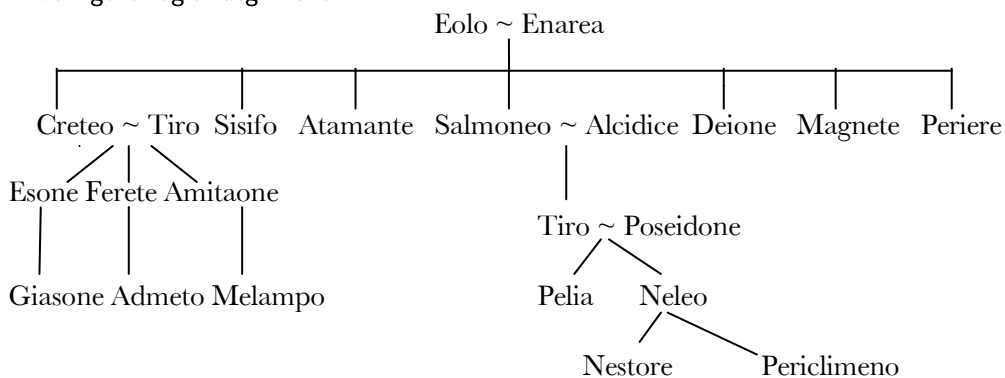 Eolo ~ Enarea
Creteo ~ Tiro Sisifo Atamante Salmoneo ~ Alcidice Deione Magnete Periere
Esone Ferete Amitaone
Tiro ~ Poseidone
Giasone Admeto Melampo Pelia Neleo
Nestore Periclimeno